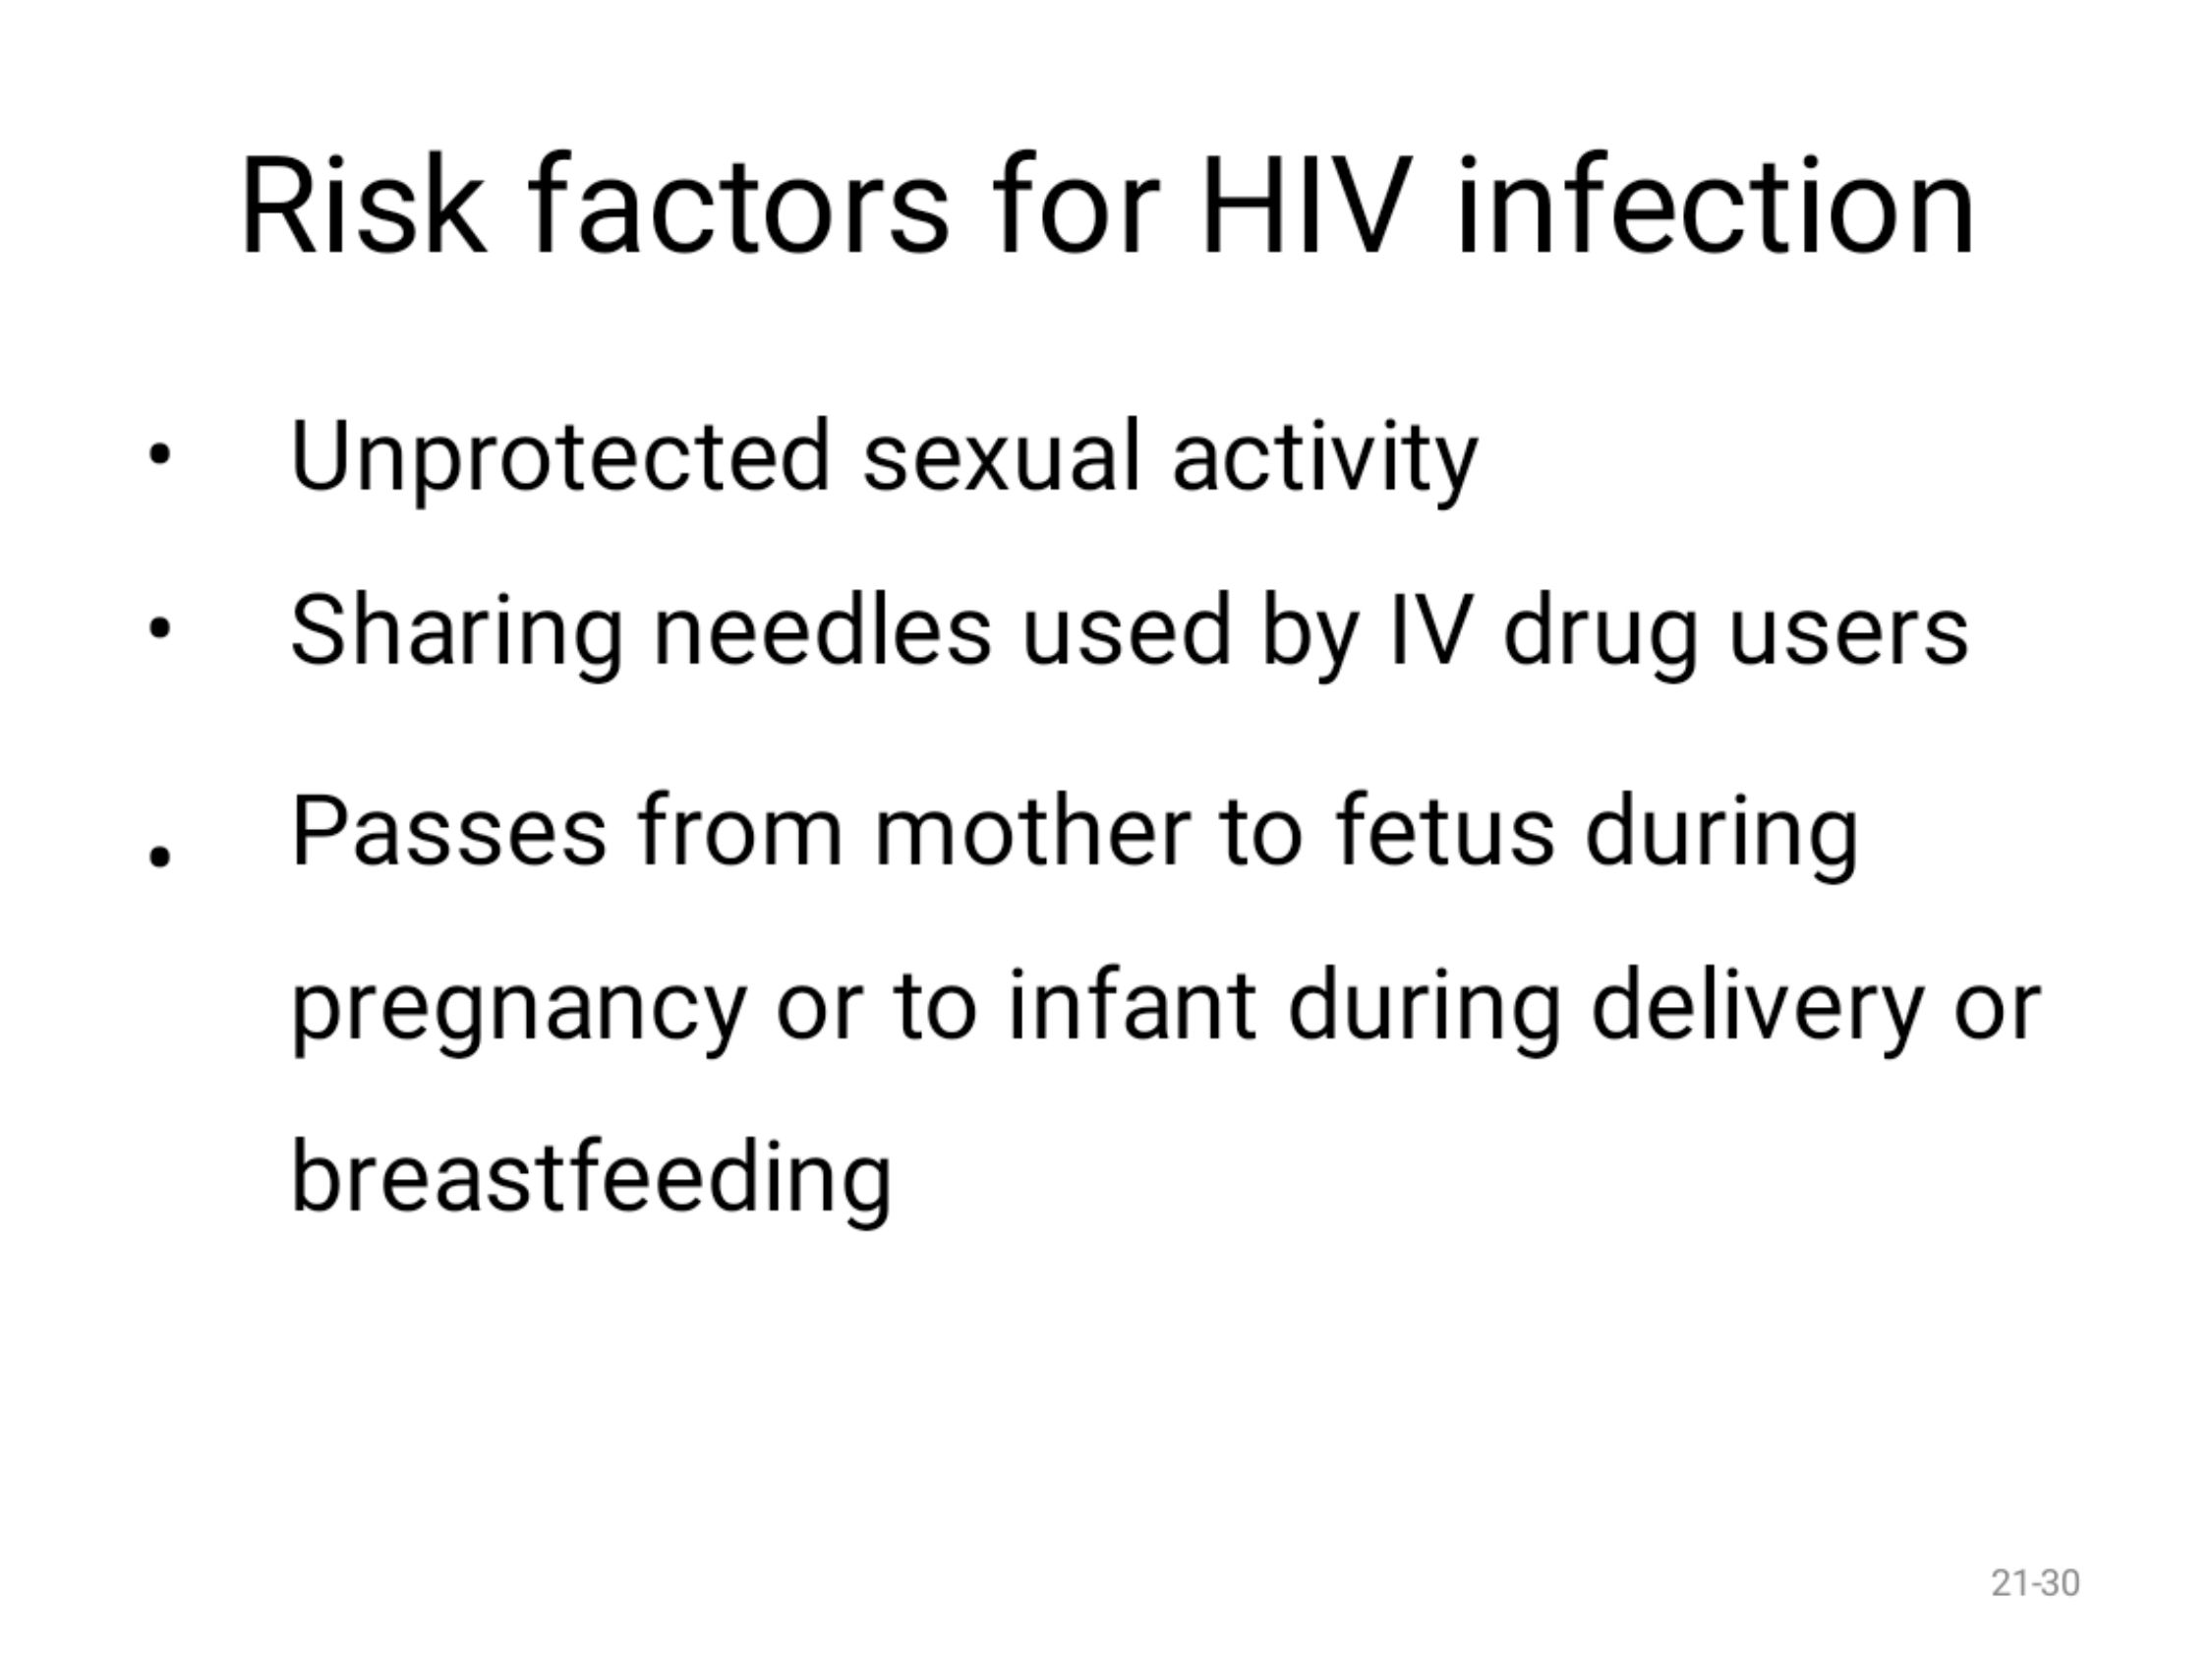 Risk factors for HIV infection
• Unprotected sexual activity
• Sharing needles used by IV drug users
• Passes from mother to fetus during
pregnancy or to infant during delivery or
breastfeeding
21-30